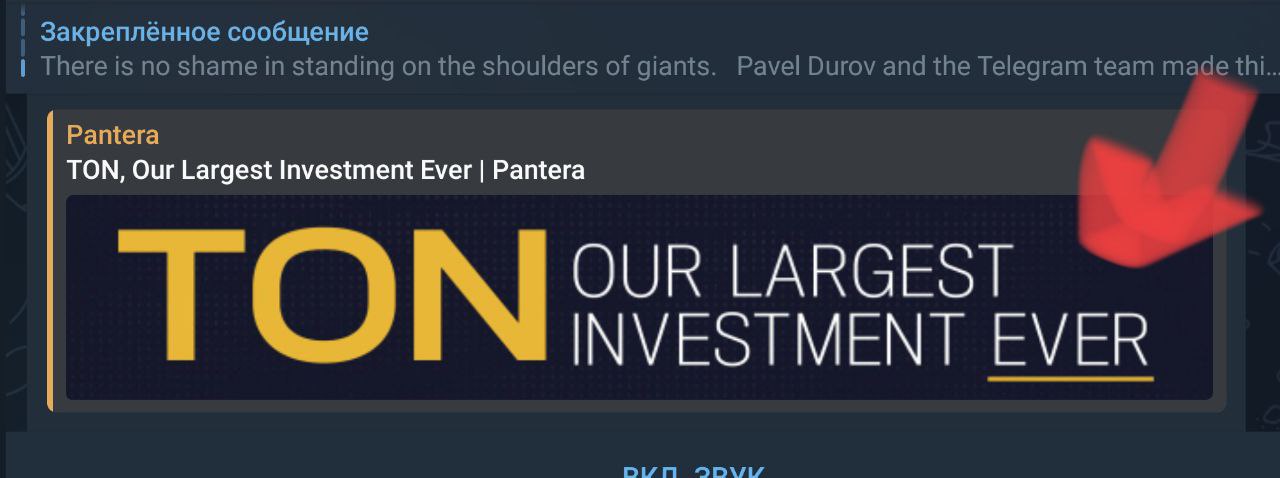 Закреплённое сообщение
There is no shame in standing on the shoulders of giants. Pavel Durov and the Telegram team made thi...
Pantera
TON, Our Largest Investment Ever | Pantera
TON OUR LARGEST
INVESTMENT EVER
ВКЛ. ЗВУК